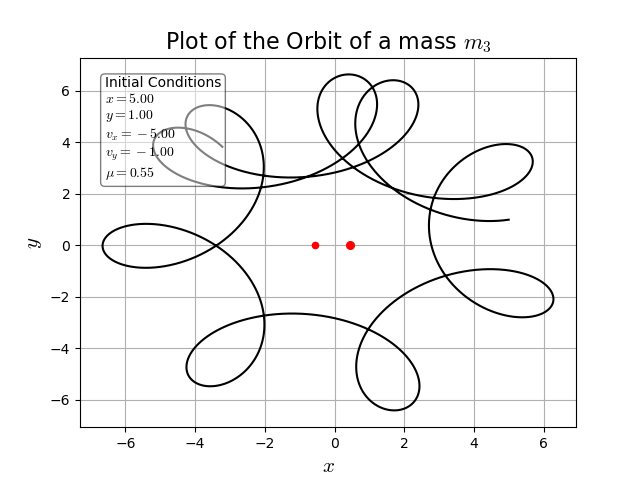 Plot of the Orbit of a mass m₃
Initial Conditions
x = 5.00
y = 1.00
vₓ = −5.00
v_y = −1.00
μ = 0.55
6
4
2
0
−2
−4
−6
y
−6 −4 −2 0 2 4 6
x